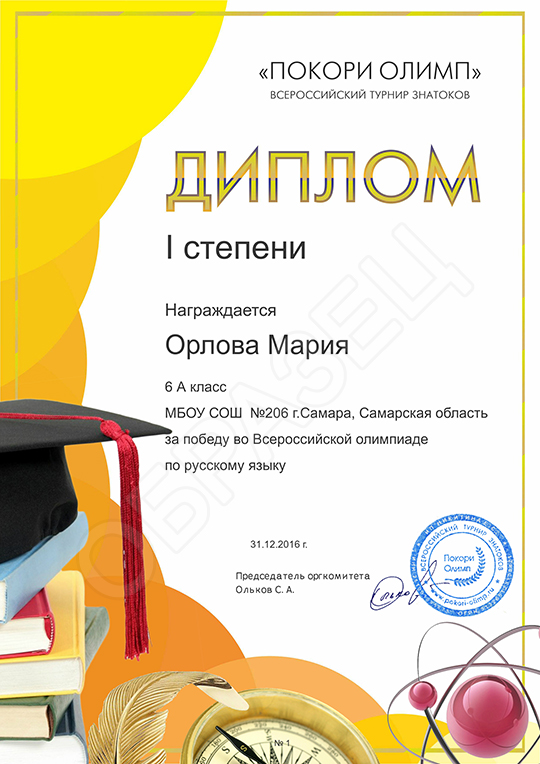 «ПОКОРИ ОЛИМП»
ВСЕРОССИЙСКИЙ ТУРНИР ЗНАТОКОВ
ДИПЛОМ
I степени
Награждается
Орлова Мария
6 А класс
МБОУ СОШ №206 г.Самара, Самарская область
за победу во Всероссийской олимпиаде
по русскому языку
ОБРАЗЕЦ
31.12.2016 г.
Председатель оргкомитета
Ольков С. А.
ВСЕРОССИЙСКИЙ ТУРНИР ЗНАТОКОВ
Покори
Олимп
www.pokori-olimp.ru
№ 1